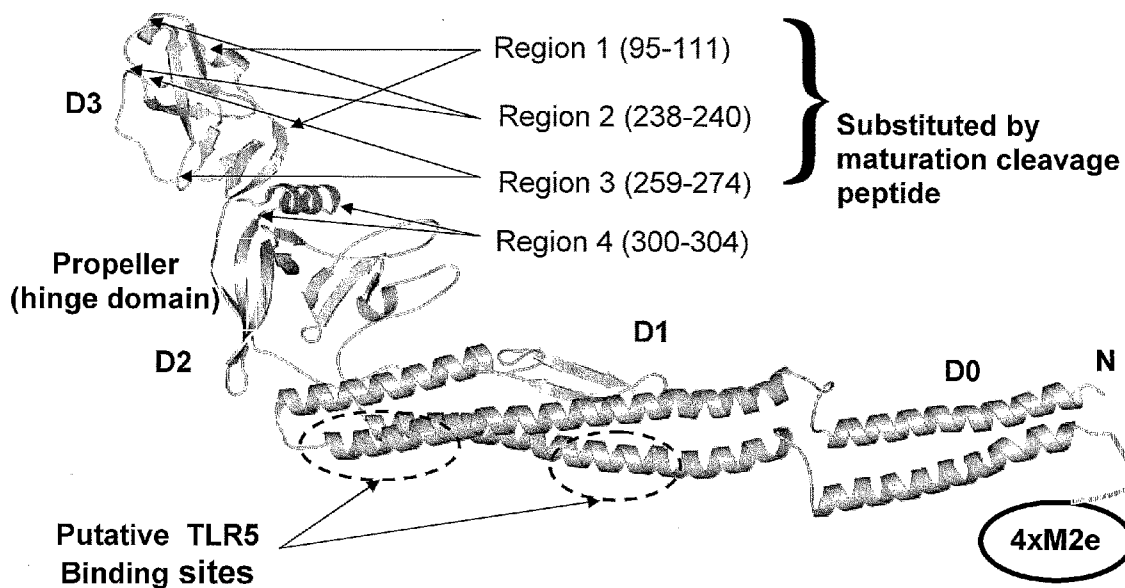 Region 1 (95-111)
D3
Region 2 (238-240)
Substituted by
maturation cleavage
peptide
Region 3 (259-274)
Region 4 (300-304)
Propeller
(hinge domain)
D2
D1
D0
N
Putative TLR5
Binding sites
4xM2e